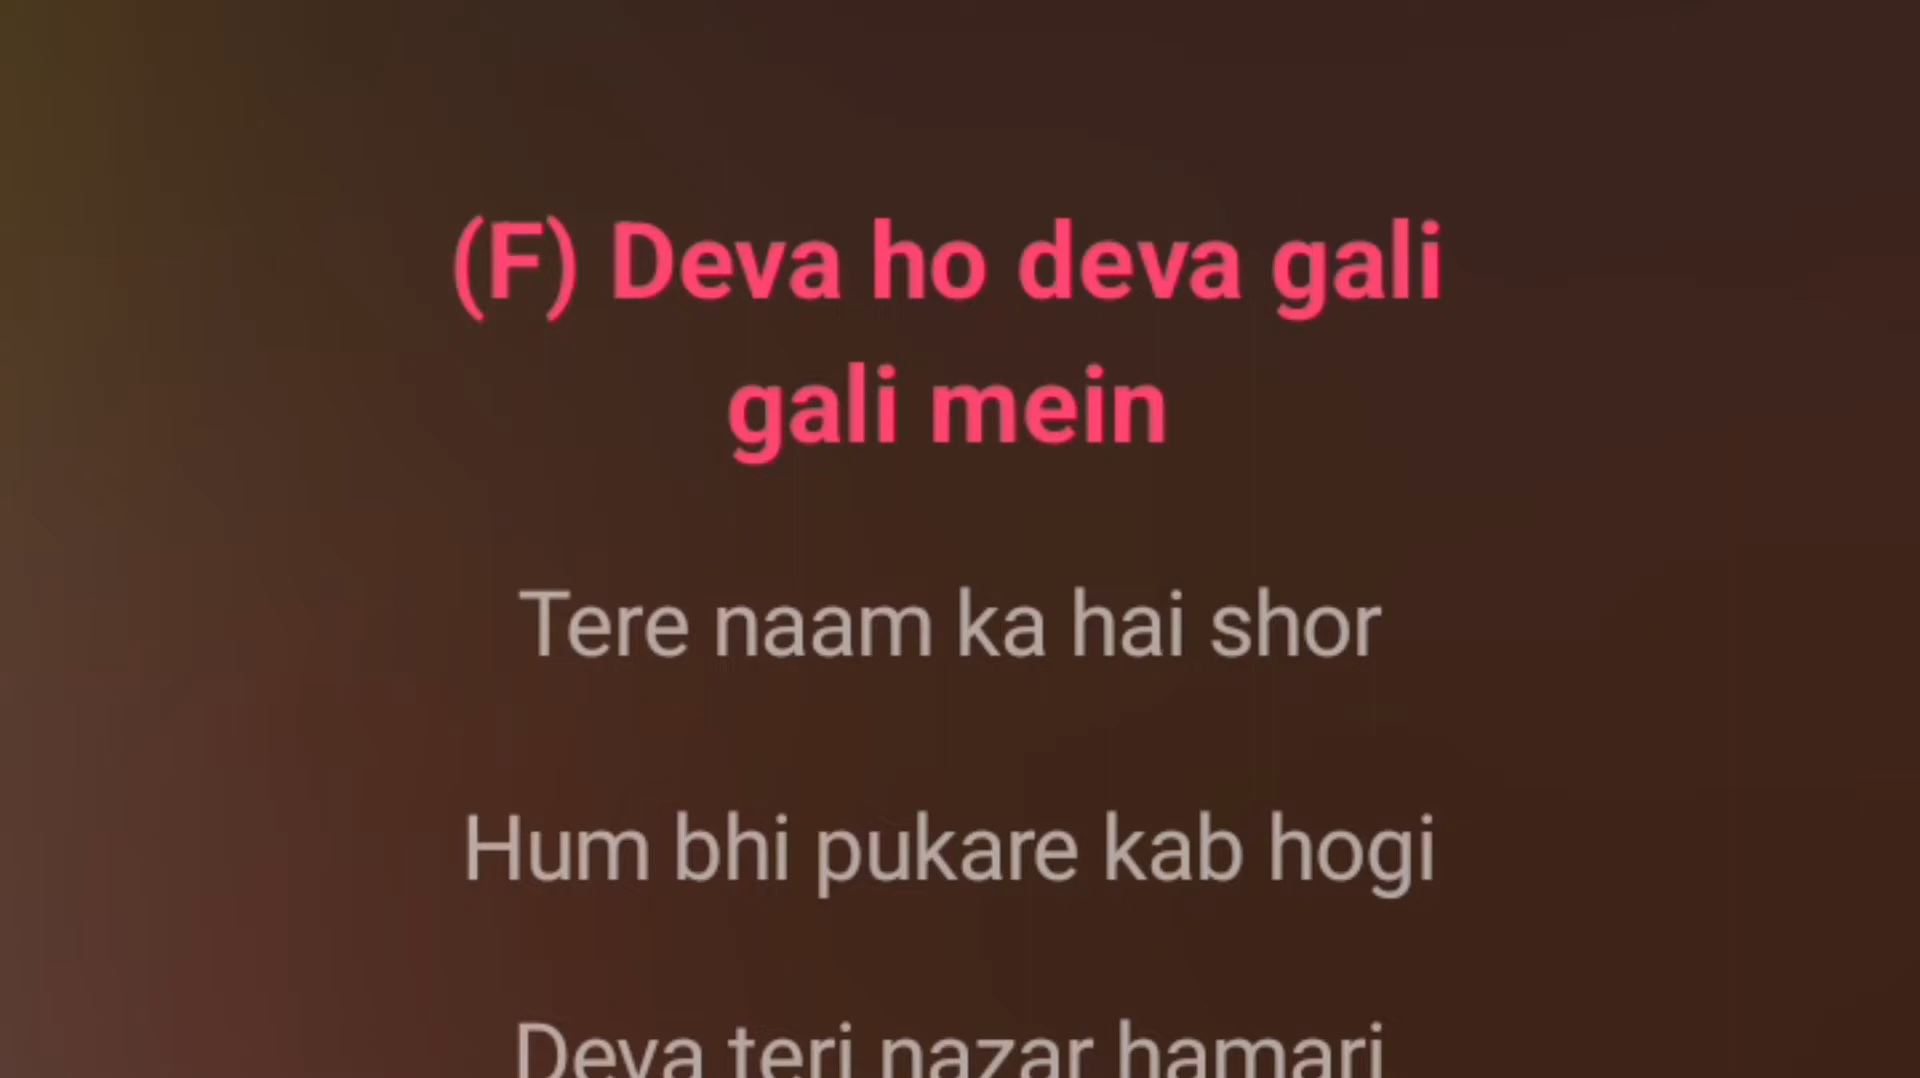 (F) Deva ho deva gali
gali mein
Tere naam ka hai shor
Hum bhi pukare kab hogi
Deva teri nazar hamari